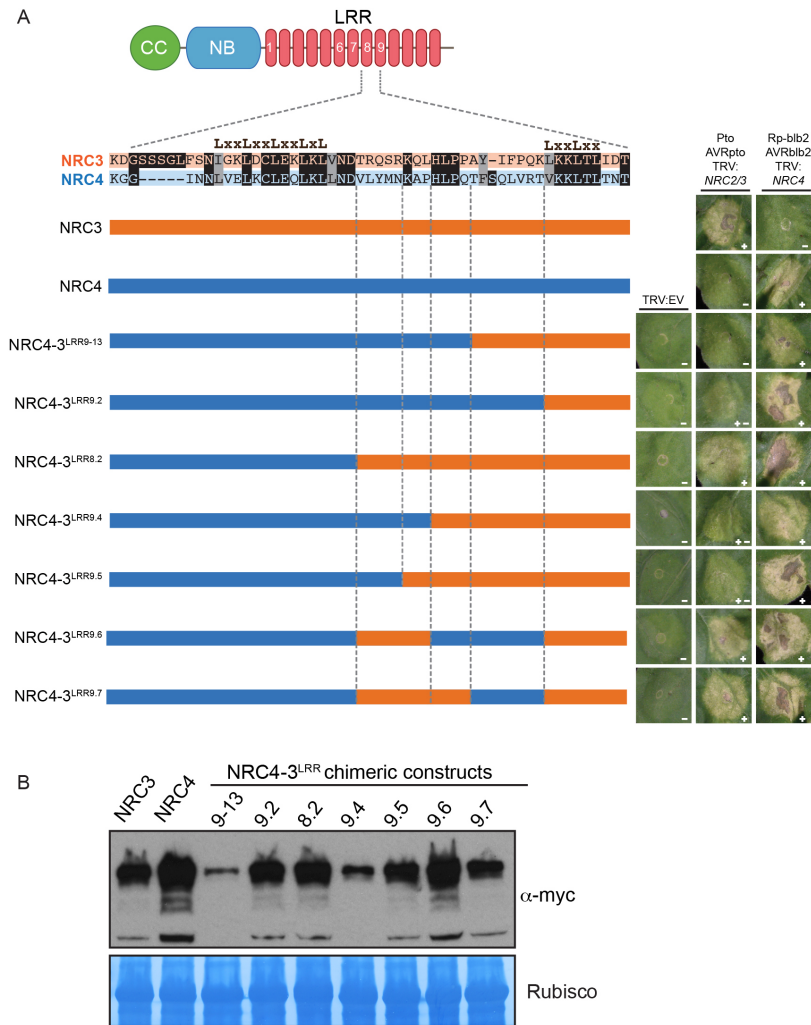 A
LRR
CC
NB
1
6
7
8
9
LxxLxxLxxLxL
LxxLxx
NRC3
KDGSSSGLFSNIGKLDCLEKLKLVNDTRQSRKQLHLPPAY-IFPQKLKKLTLIDT
NRC4
KGG-----INNLVELKCLEQLKLLNDVLYMNKAPHLPQTFSQLVRTVKKLTLTNT
Pto
AVRpto
TRV:
NRC2/3
Rp-blb2
AVRblb2
TRV:
NRC4
NRC3
+
–
NRC4
–
+
TRV:EV
NRC4-3LRR9-13
–
–
+
NRC4-3LRR9.2
–
+ –
+
NRC4-3LRR8.2
–
+
+
NRC4-3LRR9.4
–
+ –
+
NRC4-3LRR9.5
–
+
+
NRC4-3LRR9.6
–
+
+
NRC4-3LRR9.7
–
+
+
B
NRC4-3LRR chimeric constructs
NRC3
NRC4
9-13
9.2
8.2
9.4
9.5
9.6
9.7
α-myc
Rubisco